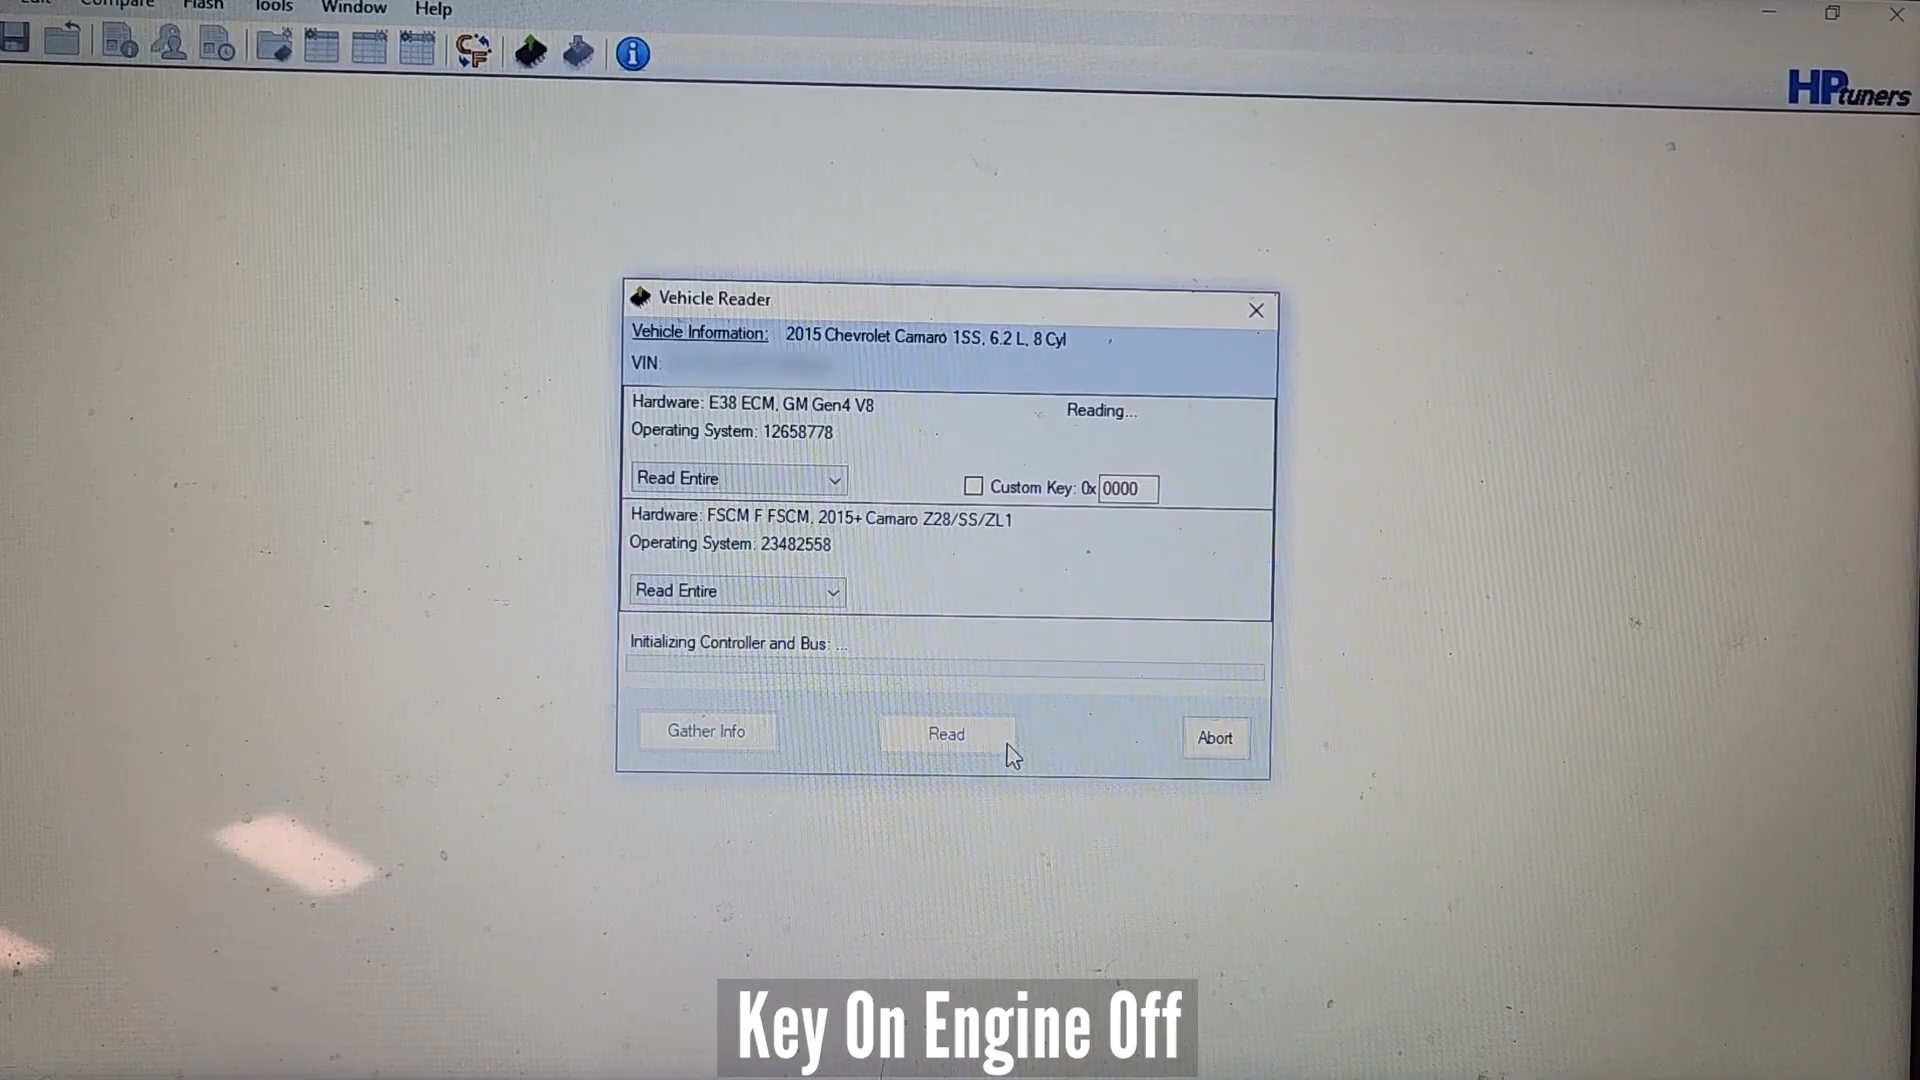 Flash Tools Window Help
HPtuners
Vehicle Reader
Vehicle Information: 2015 Chevrolet Camaro 1SS, 6.2 L, 8 Cyl
VIN:
Hardware: E38 ECM, GM Gen4 V8
Reading...
Operating System: 12658778
Read Entire
Custom Key: 0x 0000
Hardware: FSCM F FSCM, 2015+ Camaro Z28/SS/ZL1
Operating System: 23482558
Read Entire
Initializing Controller and Bus: ...
Gather Info
Read
Abort
Key On Engine Off